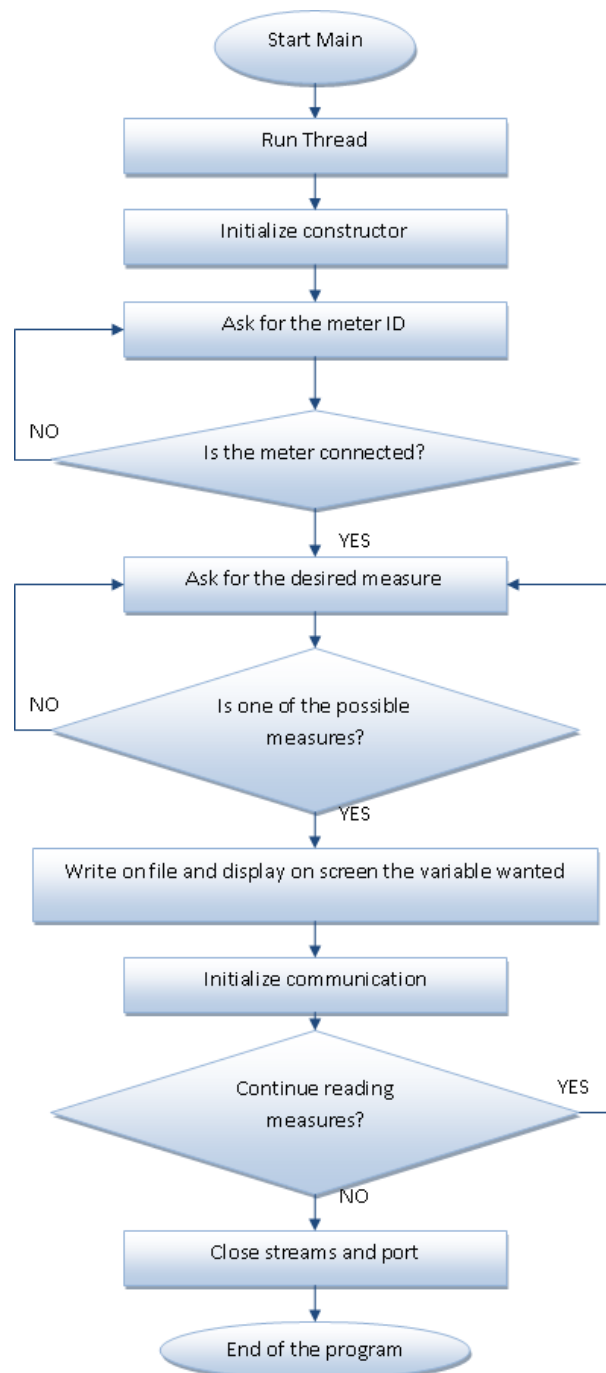 Start Main
Run Thread
Initialize constructor
Ask for the meter ID
NO
Is the meter connected?
YES
Ask for the desired measure
NO
Is one of the possible
measures?
YES
Write on file and display on screen the variable wanted
Initialize communication
Continue reading
measures?
YES
NO
Close streams and port
End of the program